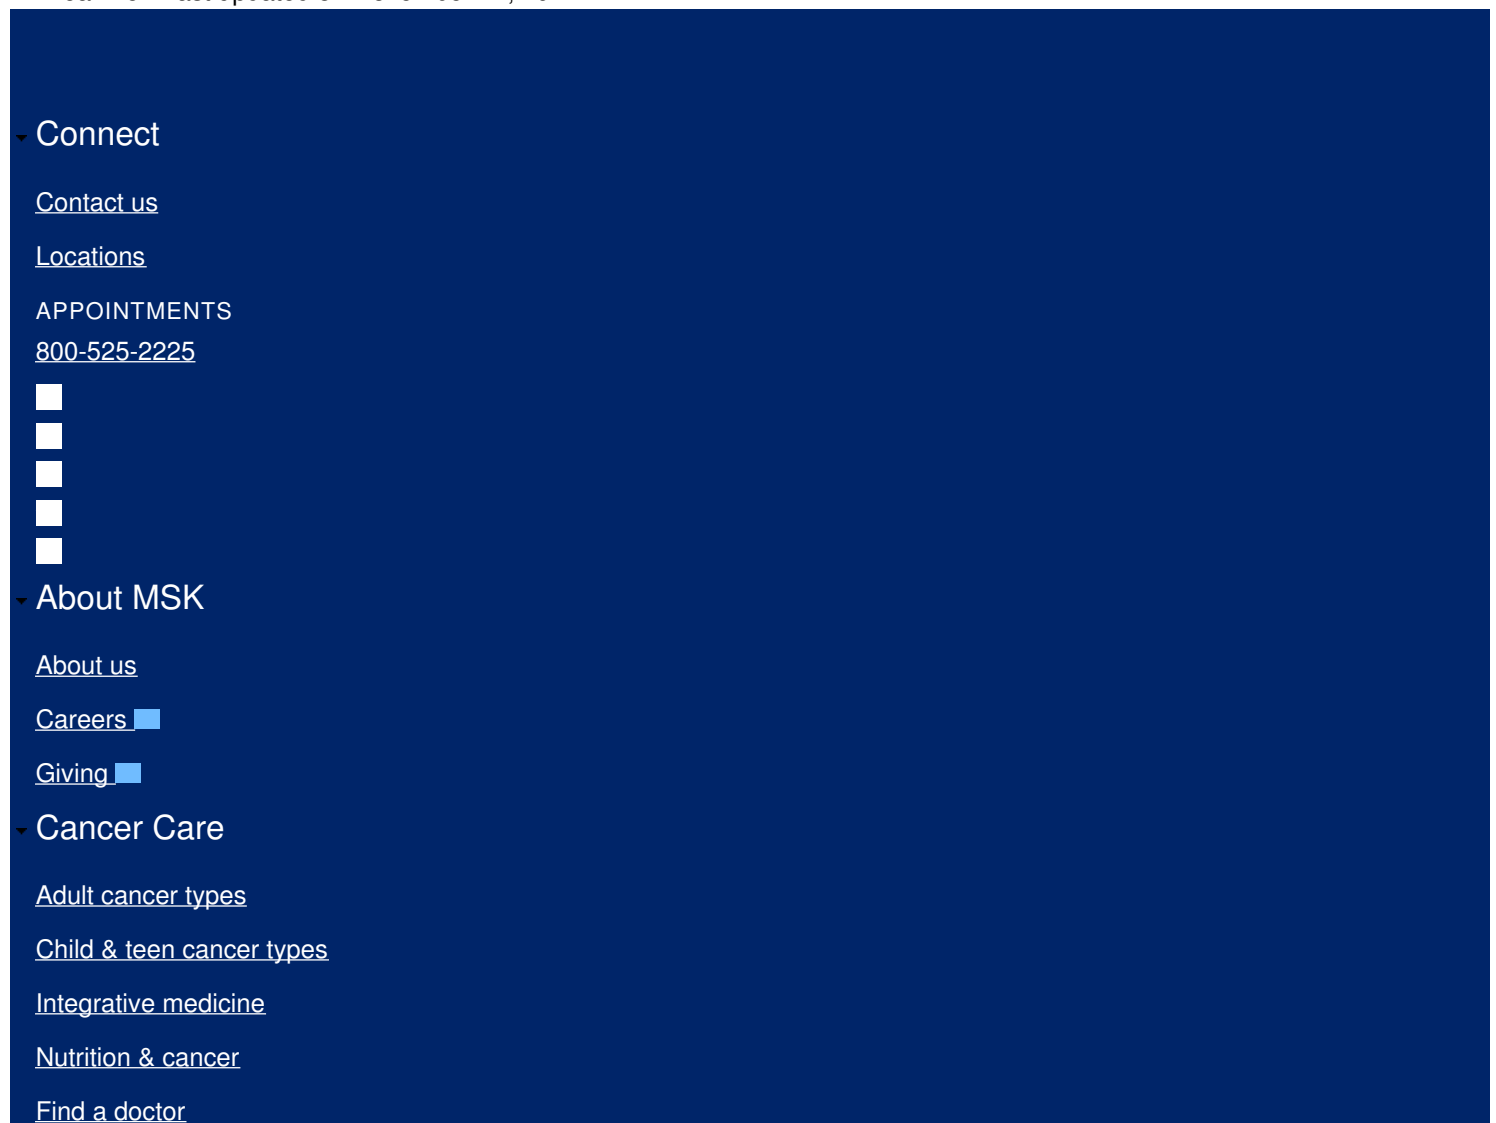 Connect
Contact us
Locations
APPOINTMENTS
800-525-2225
About MSK
About us
Careers
Giving
Cancer Care
Adult cancer types
Child & teen cancer types
Integrative medicine
Nutrition & cancer
Find a doctor